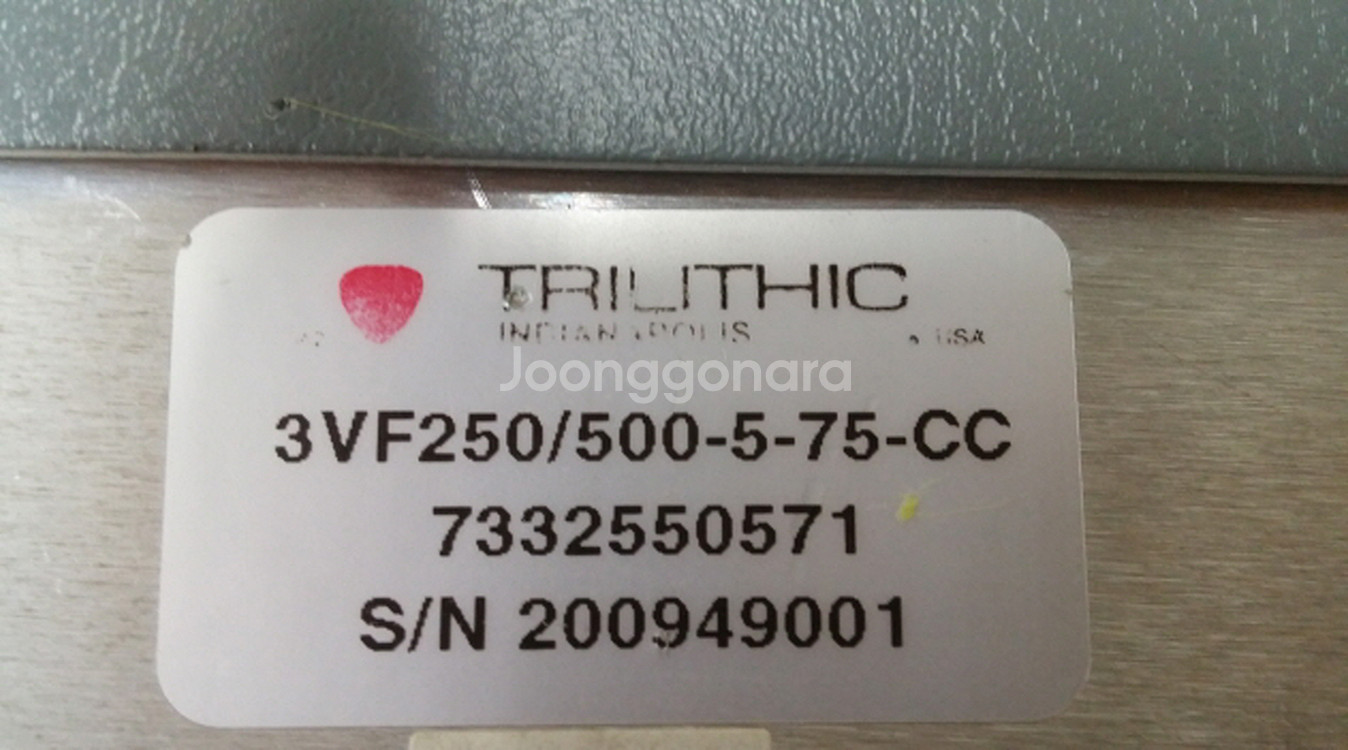 TRILITHIC
INDIANAPOLIS USA
Joonggonara
3VF250/500-5-75-CC
7332550571
S/N 200949001